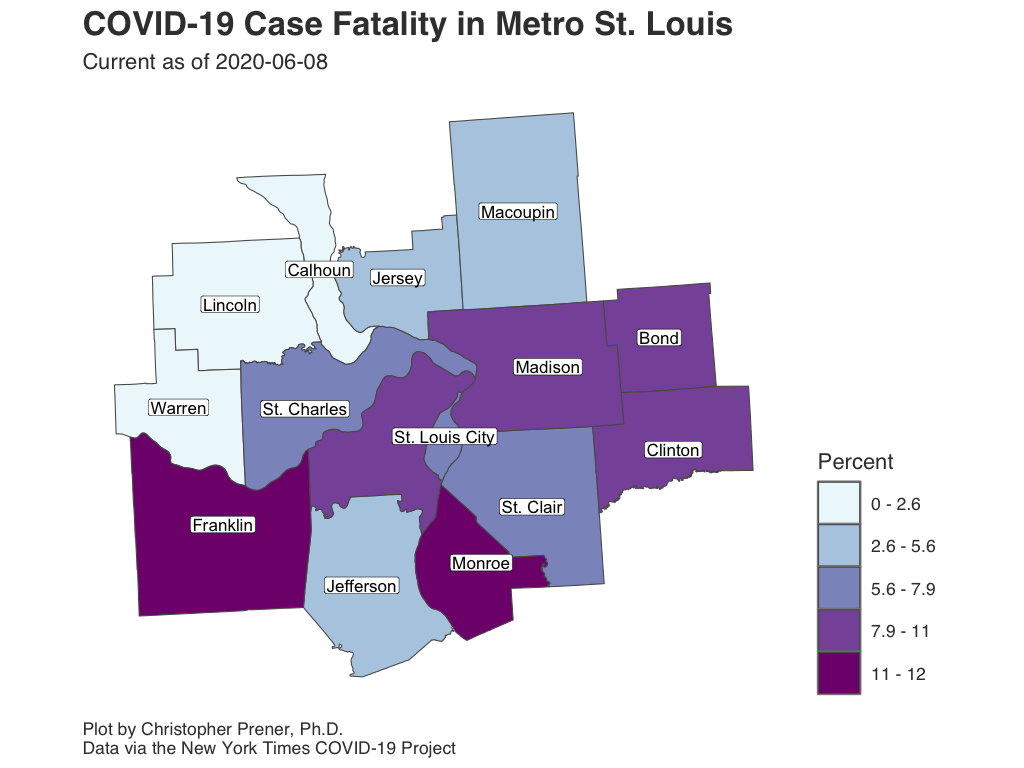 COVID-19 Case Fatality in Metro St. Louis
Current as of 2020-06-08
Macoupin
Calhoun
Jersey
Lincoln
Bond
Madison
Warren
St. Charles
St. Louis City
Clinton
Percent
0 - 2.6
St. Clair
Franklin
2.6 - 5.6
Monroe
Jefferson
5.6 - 7.9
7.9 - 11
11 - 12
Plot by Christopher Prener, Ph.D.
Data via the New York Times COVID-19 Project